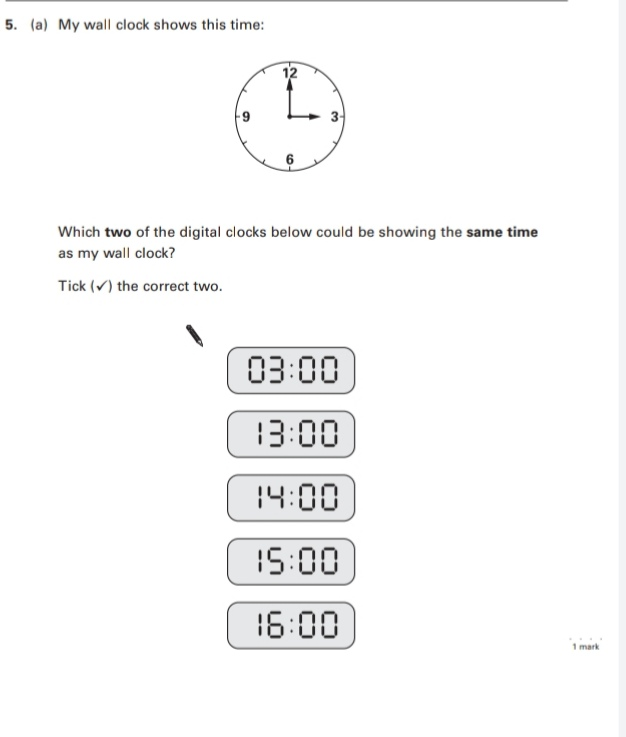 5. (a) My wall clock shows this time:
12
9 3
6
Which two of the digital clocks below could be showing the same time
as my wall clock?
Tick (✓) the correct two.
03:00
13:00
14:00
15:00
16:00
1 mark